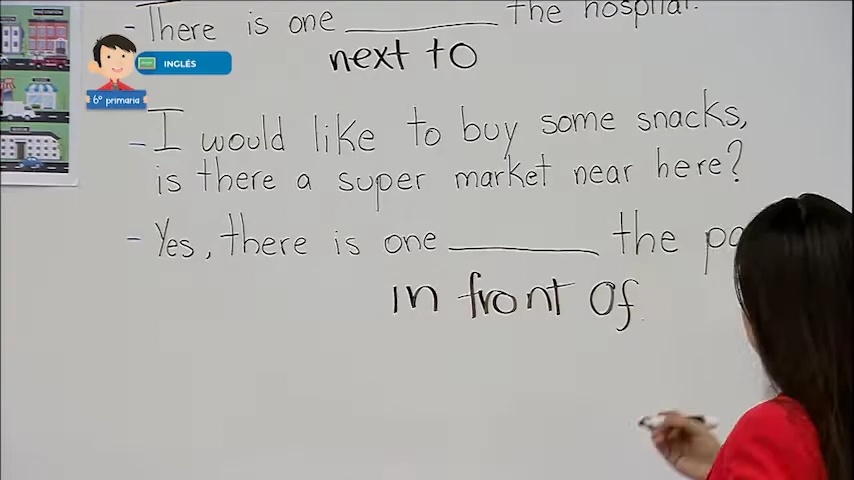 - There is one ________ the hospital.
next to
INGLÉS
6º primaria
- I would like to buy some snacks,
is there a super market near here?
- Yes, there is one ________ the
in front of